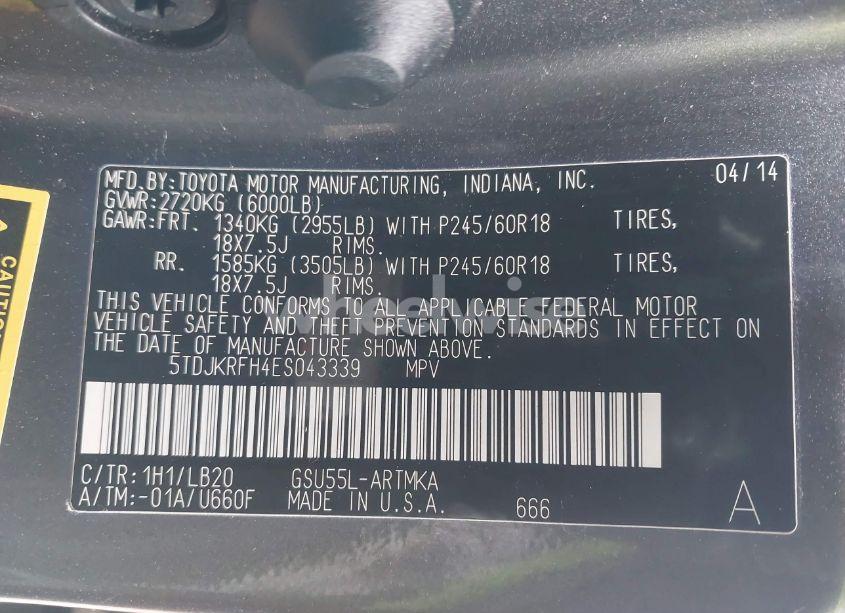 MFD.BY:TOYOTA MOTOR MANUFACTURING, INDIANA, INC. 04/14
GVWR:2720KG (6000LB)
GAWR:FRT. 1340KG (2955LB) WITH P245/60R18 TIRES,
18X7.5J RIMS.
RR. 1585KG (3505LB) WITH P245/60R18 TIRES,
18X7.5J RIMS.
THIS VEHICLE CONFORMS TO ALL APPLICABLE FEDERAL MOTOR
VEHICLE SAFETY AND THEFT PREVENTION STANDARDS IN EFFECT ON
THE DATE OF MANUFACTURE SHOWN ABOVE.
5TDJKRFH4ES043339 MPV
C/TR:1H1/LB20 GSU55L-ARTMKA
A/TM:-01A/U660F MADE IN U.S.A. 666 A
wheelwise